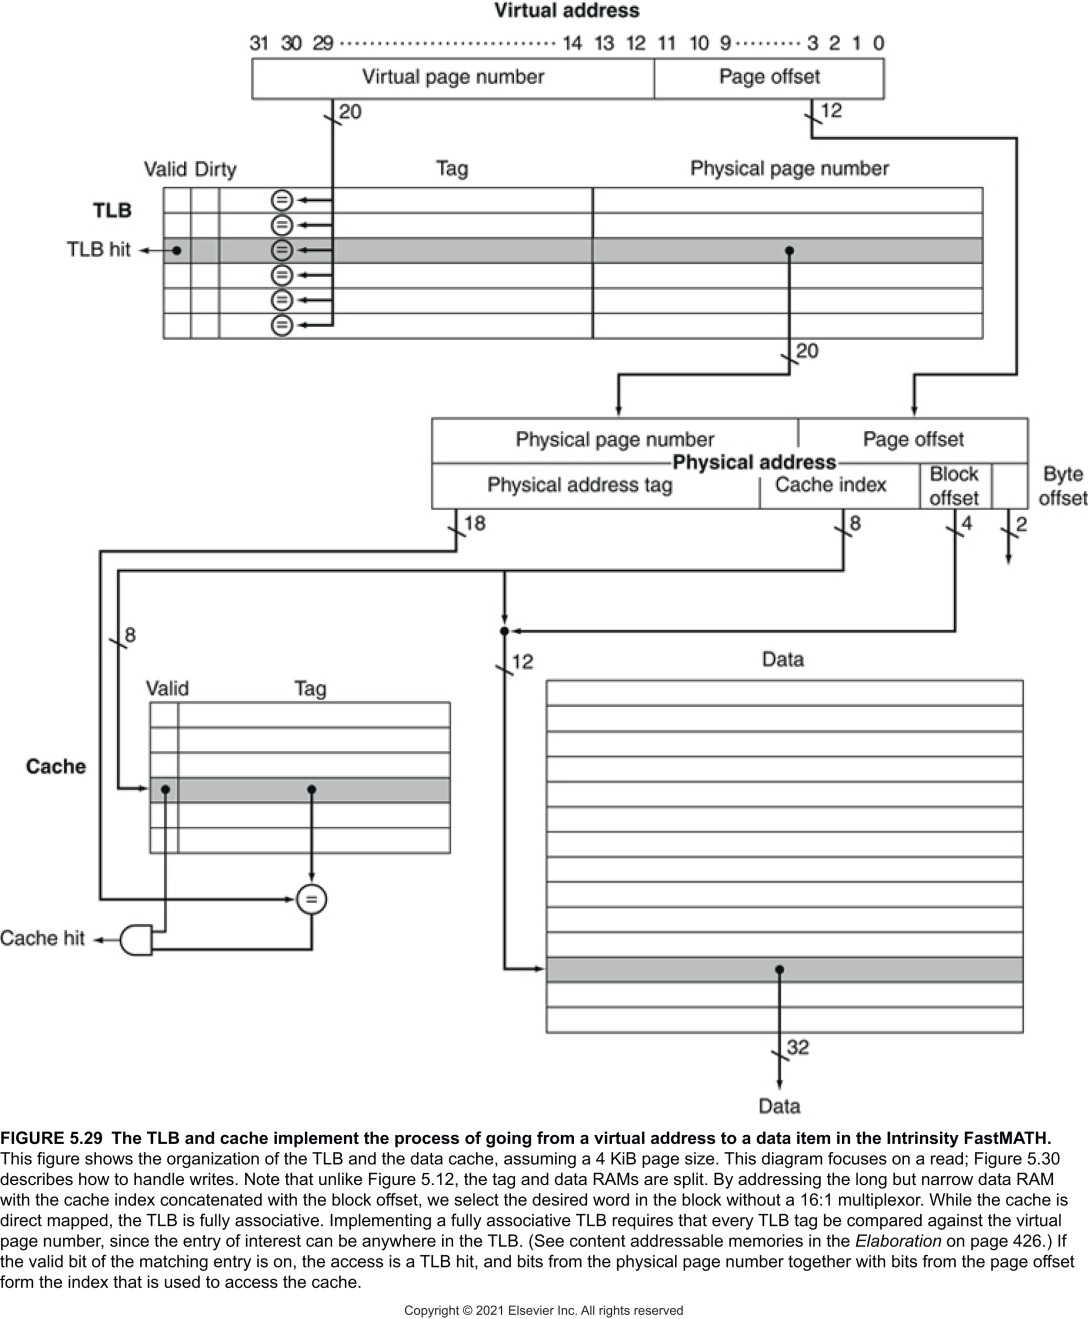 Virtual address
31 30 29 ······························ 14 13 12 11 10 9 ········· 3 2 1 0
Virtual page number Page offset
20 12
Valid Dirty Tag Physical page number
TLB
=
=
TLB hit =
=
=
=
20
Physical page number Page offset
Physical address
Physical address tag Cache index Block offset Byte offset
18 8 4 2
8
12
Data
Valid Tag
Cache
=
Cache hit
32
Data
FIGURE 5.29 The TLB and cache implement the process of going from a virtual address to a data item in the Intrinsity FastMATH.
This figure shows the organization of the TLB and the data cache, assuming a 4 KiB page size. This diagram focuses on a read; Figure 5.30
describes how to handle writes. Note that unlike Figure 5.12, the tag and data RAMs are split. By addressing the long but narrow data RAM
with the cache index concatenated with the block offset, we select the desired word in the block without a 16:1 multiplexor. While the cache is
direct mapped, the TLB is fully associative. Implementing a fully associative TLB requires that every TLB tag be compared against the virtual
page number, since the entry of interest can be anywhere in the TLB. (See content addressable memories in the Elaboration on page 426.) If
the valid bit of the matching entry is on, the access is a TLB hit, and bits from the physical page number together with bits from the page offset
form the index that is used to access the cache.
Copyright © 2021 Elsevier Inc. All rights reserved